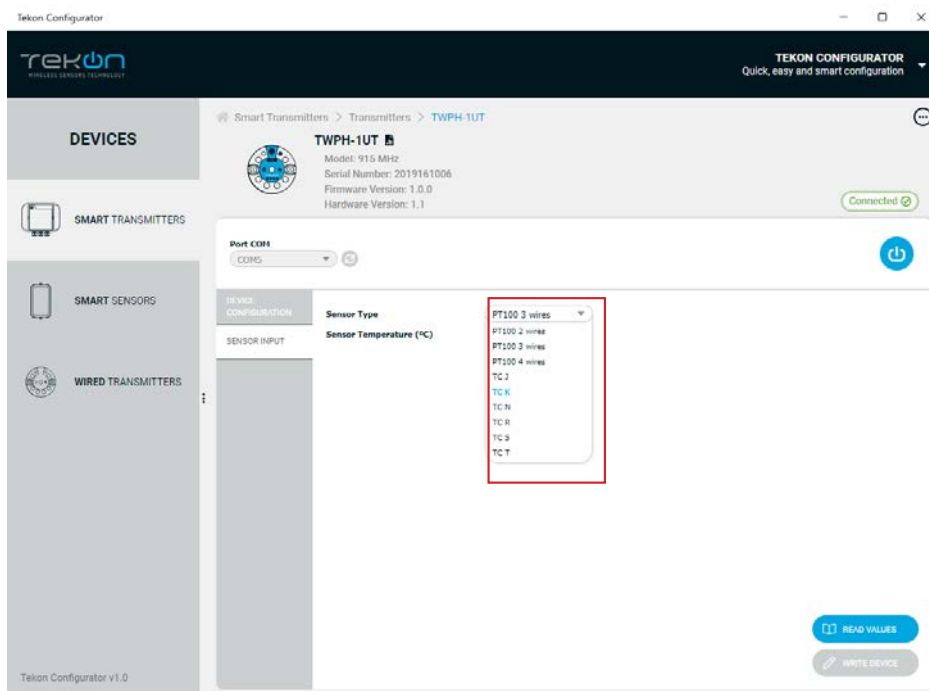 Tekon Configurator
TEKON
WIRELESS SENSORS TECHNOLOGY
TEKON CONFIGURATOR
Quick, easy and smart configuration
DEVICES
SMART TRANSMITTERS
SMART SENSORS
WIRED TRANSMITTERS
Tekon Configurator v1.0
Smart Transmitters > Transmitters > TWPH-1UT
TWPH-1UT
Model: 915 MHz
Serial Number: 2019161006
Firmware Version: 1.0.0
Hardware Version: 1.1
Connected
Port COM
COM5
DEVICE
CONFIGURATION
SENSOR INPUT
Sensor Type
PT100 3 wires
Sensor Temperature (ºC)
PT100 2 wires
PT100 3 wires
PT100 4 wires
TC J
TC K
TC N
TC R
TC S
TC T
READ VALUES
WRITE DEVICE